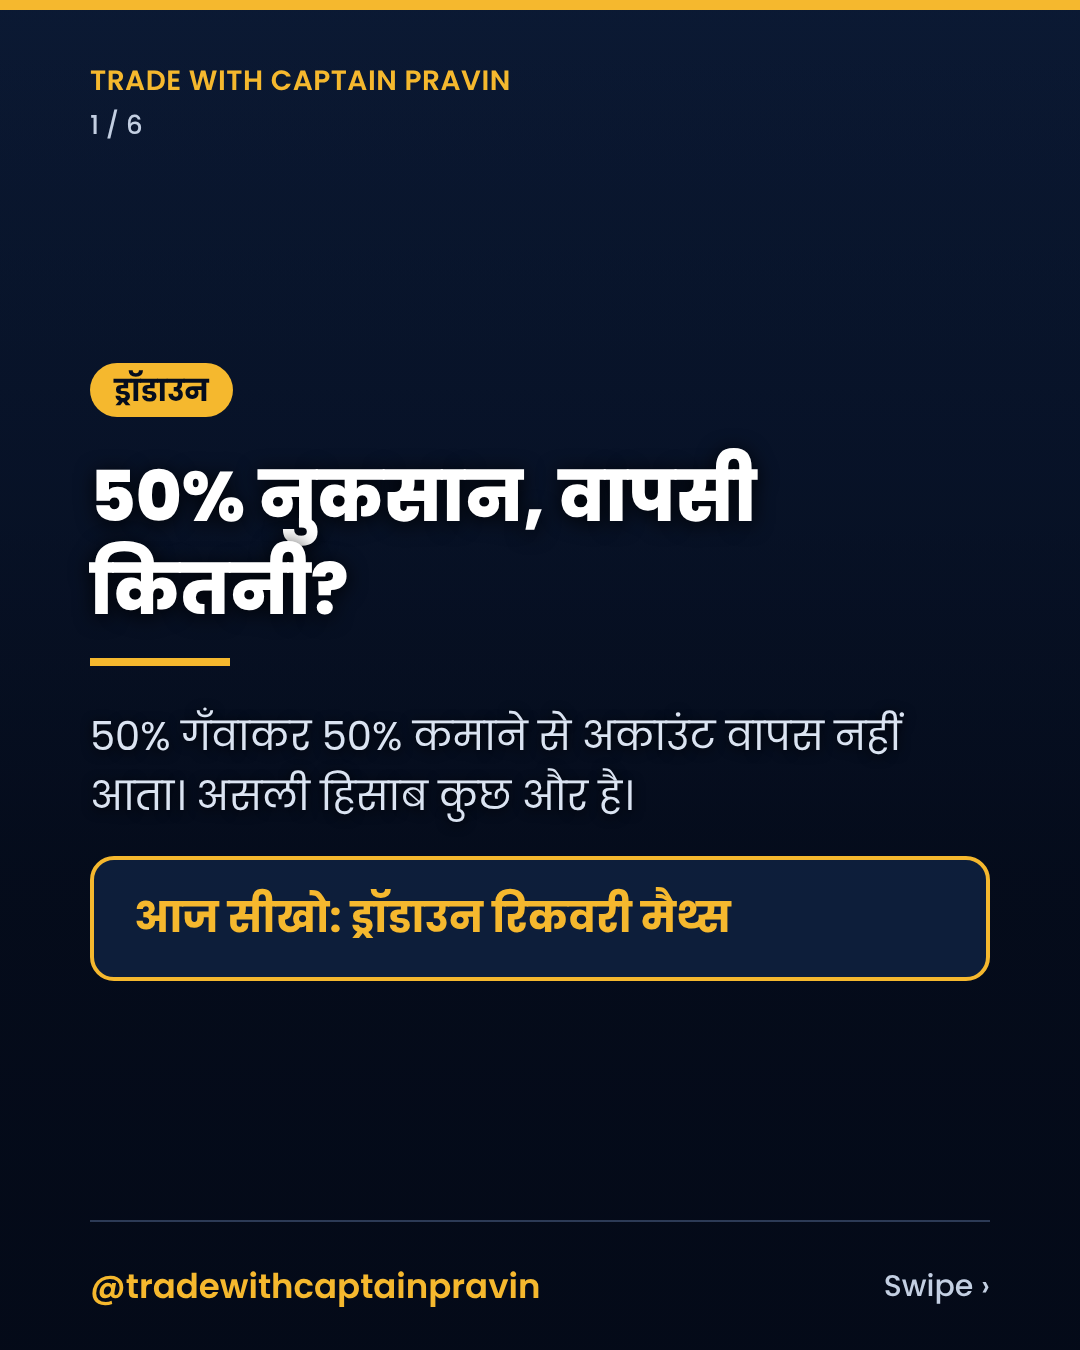 TRADE WITH CAPTAIN PRAVIN
1 / 6
ड्रॉडाउन
50% नुकसान, वापसी
कितनी?
50% गँवाकर 50% कमाने से अकाउंट वापस नहीं
आता। असली हिसाब कुछ और है।
आज सीखो: ड्रॉडाउन रिकवरी मैथ्स
@tradewithcaptainpravin
Swipe ›